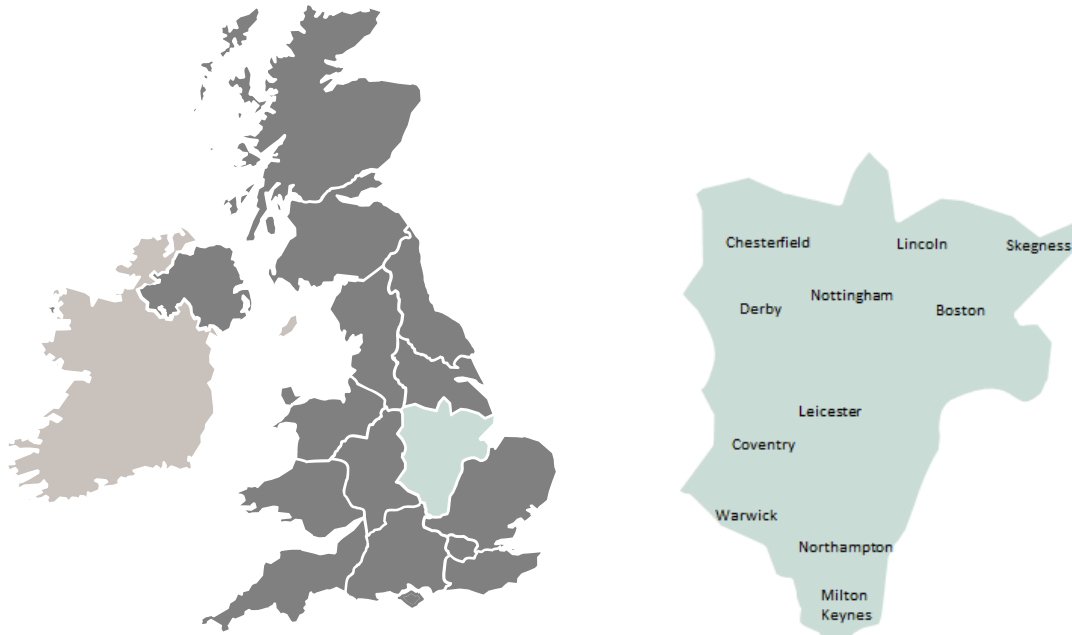 Chesterfield
Lincoln
Skegness
Nottingham
Derby
Boston
Leicester
Coventry
Warwick
Northampton
Milton
Keynes